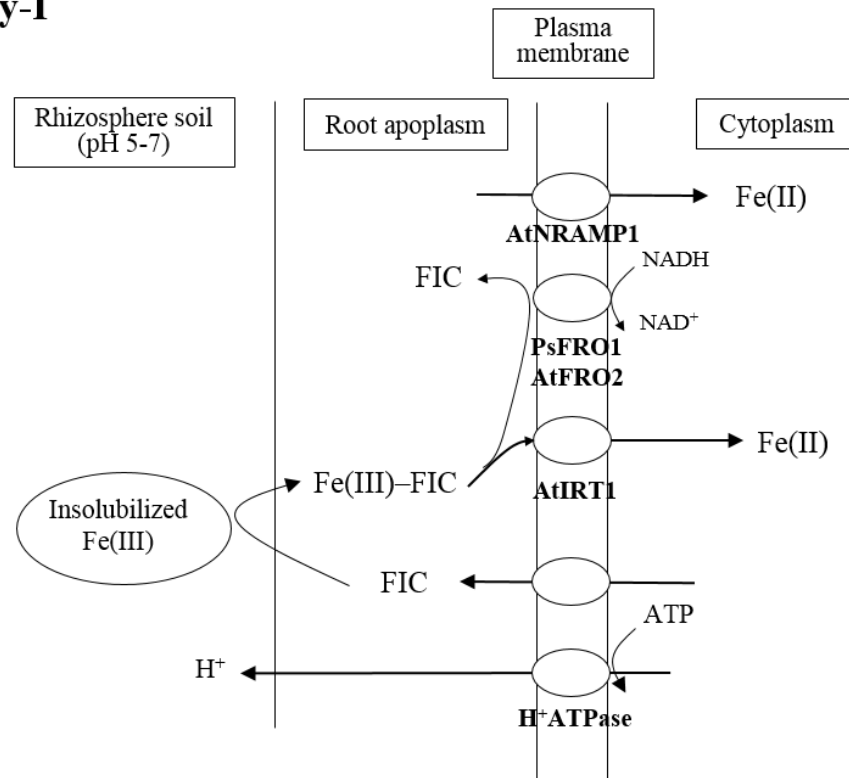 y-I
Plasma
membrane
Rhizosphere soil
(pH 5-7)
Root apoplasm
Cytoplasm
Fe(II)
AtNRAMP1
FIC
NADH
NAD⁺
PsFRO1
AtFRO2
Fe(II)
Fe(III)–FIC
AtIRT1
Insolubilized
Fe(III)
FIC
ATP
H⁺
H⁺ATPase